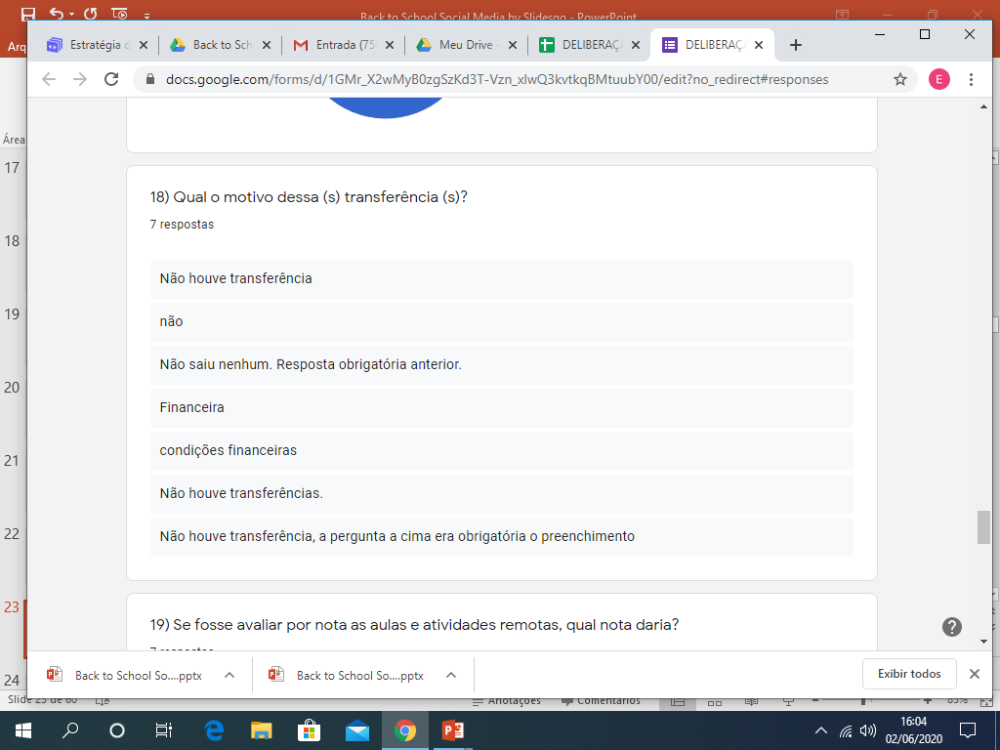 Back to School Social Media by Slidesgo - PowerPoint
Arq
Estratégia d
Back to Sch
Entrada (75
Meu Drive -
DELIBERAÇ
DELIBERAÇ
docs.google.com/forms/d/1GMr_X2wMyB0zgSzKd3T-Vzn_xlwQ3kvtkqBMtuubY00/edit?no_redirect#responses
E
Área
17
18
19
20
21
22
23
24
18) Qual o motivo dessa (s) transferência (s)?
7 respostas
Não houve transferência
não
Não saiu nenhum. Resposta obrigatória anterior.
Financeira
condições financeiras
Não houve transferências.
Não houve transferência, a pergunta a cima era obrigatória o preenchimento
19) Se fosse avaliar por nota as aulas e atividades remotas, qual nota daria?
7 respostas
Back to School So....pptx
Back to School So....pptx
Exibir todos
Slide 23 de 60
Anotações
Comentários
83%
16:04
02/06/2020